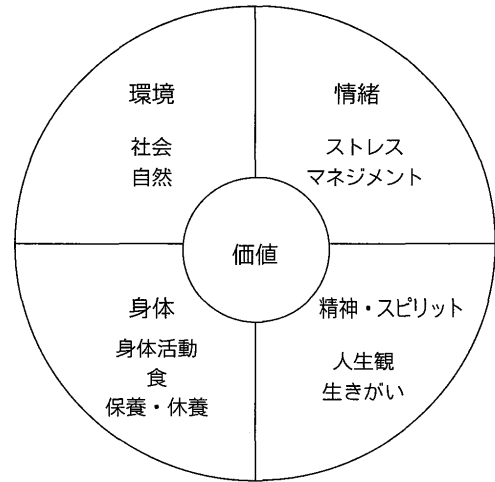 環境
社会
自然
情緒
ストレス
マネジメント
価値
身体
身体活動
食
保養・休養
精神・スピリット
人生観
生きがい